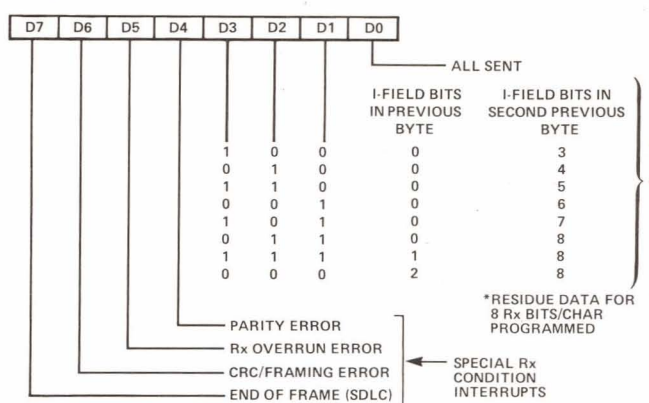 D7 D6 D5 D4 D3 D2 D1 D0
ALL SENT
I-FIELD BITS IN PREVIOUS BYTE
I-FIELD BITS IN SECOND PREVIOUS BYTE
1 0 0 0 3
0 1 0 0 4
1 1 0 0 5
0 0 1 0 6
1 0 1 0 7
0 1 1 0 8
1 1 1 1 8
0 0 0 2 8
*RESIDUE DATA FOR
8 Rx BITS/CHAR
PROGRAMMED
PARITY ERROR
Rx OVERRUN ERROR
CRC/FRAMING ERROR
END OF FRAME (SDLC)
SPECIAL Rx
CONDITION
INTERRUPTS